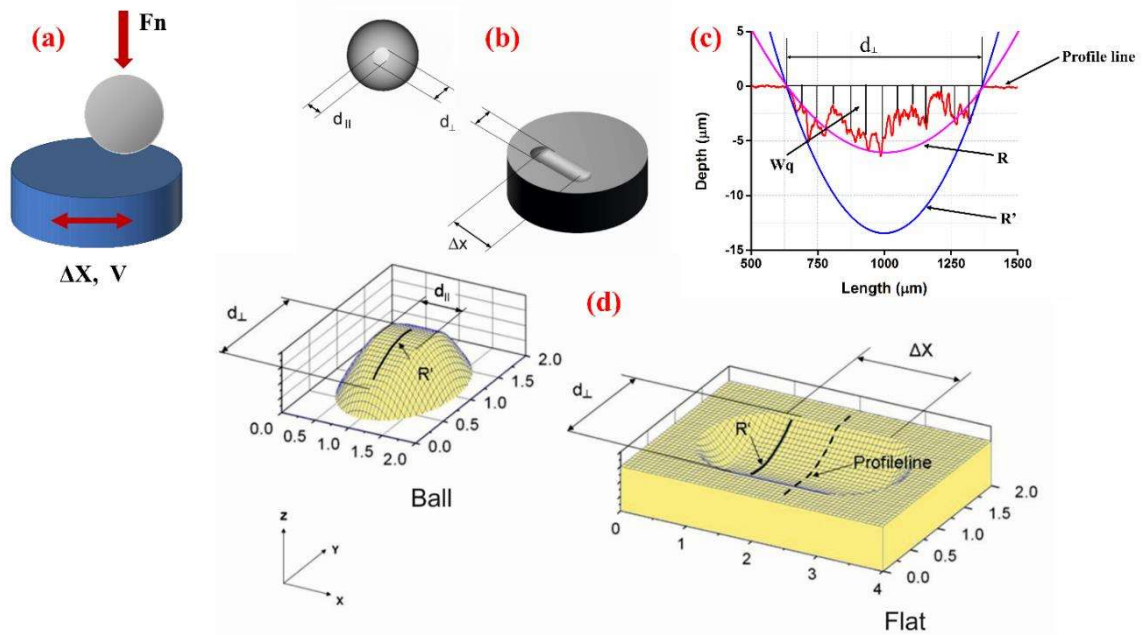 (a)
Fn
ΔX, V
(b)
d||
d⊥
Δx
(c)
d⊥
Profile line
5
0
-5
-10
-15
Depth (µm)
Wq
R
R'
500
750
1000
1250
1500
Length (µm)
(d)
d⊥
d||
R'
0.0
0.5
1.0
1.5
2.0
0.0
0.5
1.0
1.5
2.0
Ball
z
Y
X
ΔX
d⊥
R'
Profileline
0
1
2
3
4
0.0
0.5
1.0
1.5
2.0
Flat